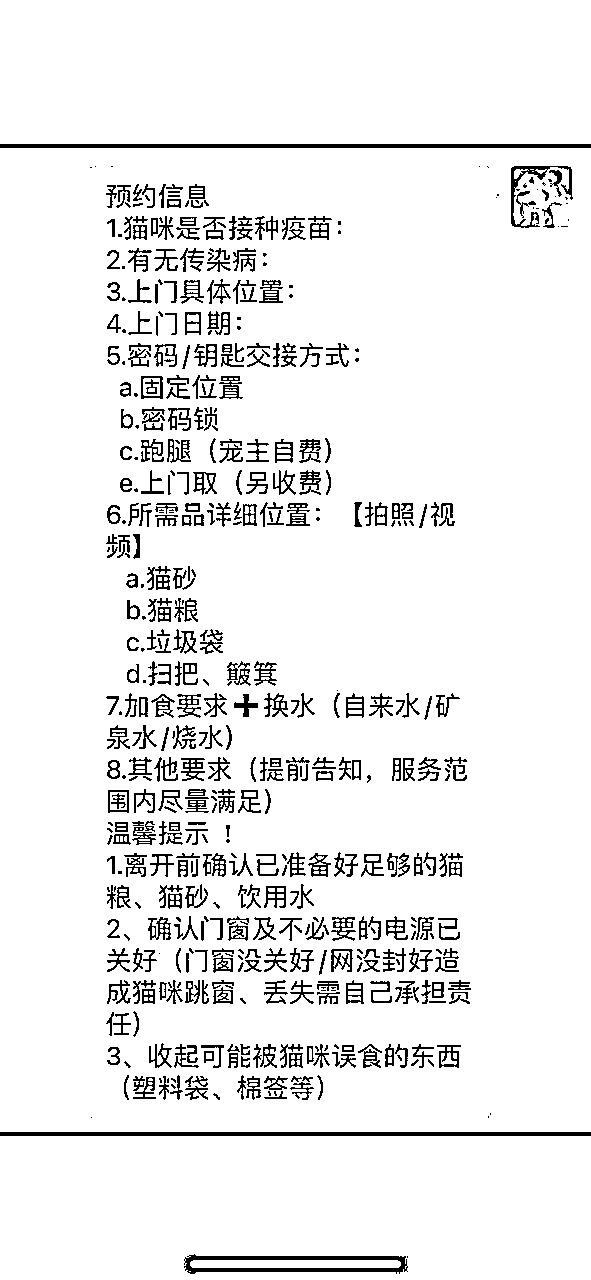 预约信息
1.猫咪是否接种疫苗：
2.有无传染病：
3.上门具体位置：
4.上门日期：
5.密码/钥匙交接方式：
a.固定位置
b.密码锁
c.跑腿（宠主自费）
e.上门取（另收费）
6.所需品详细位置：【拍照/视
频】
a.猫砂
b.猫粮
c.垃圾袋
d.扫把、簸箕
7.加食要求➕换水（自来水/矿
泉水/烧水）
8.其他要求（提前告知，服务范
围内尽量满足）
温馨提示 ！
1.离开前确认已准备好足够的猫
粮、猫砂、饮用水
2、确认门窗及不必要的电源已
关好（门窗没关好/网没封好造
成猫咪跳窗、丢失需自己承担责
任）
3、收起可能被猫咪误食的东西
（塑料袋、棉签等）